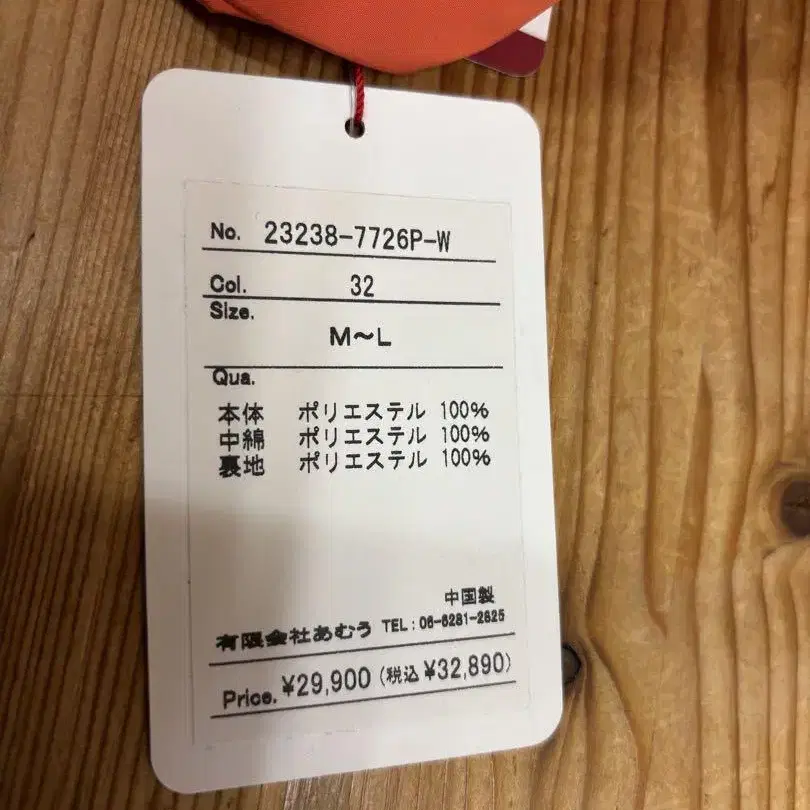 No. 23238-7726P-W
Col. 32
Size.
M～L
Qua.
本体 ポリエステル 100%
中綿 ポリエステル 100%
裏地 ポリエステル 100%
中国製
有限会社あむう TEL：06-6281-2825
Price. ¥29,900（税込 ¥32,890）